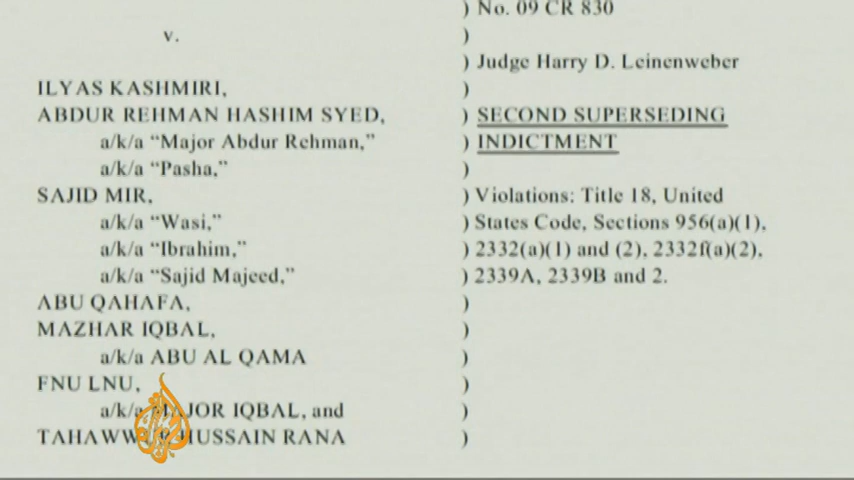 ) No. 09 CR 830
v. )
) Judge Harry D. Leinenweber
ILYAS KASHMIRI, )
ABDUR REHMAN HASHIM SYED, ) SECOND SUPERSEDING
a/k/a “Major Abdur Rehman,” ) INDICTMENT
a/k/a “Pasha,” )
SAJID MIR, ) Violations: Title 18, United
a/k/a “Wasi,” ) States Code, Sections 956(a)(1),
a/k/a “Ibrahim,” ) 2332(a)(1) and (2), 2332f(a)(2),
a/k/a “Sajid Majeed,” ) 2339A, 2339B and 2.
ABU QAHAFA, )
MAZHAR IQBAL, )
a/k/a ABU AL QAMA )
FNU LNU, )
a/k/a MAJOR IQBAL, and )
TAHAWWUR HUSSAIN RANA )